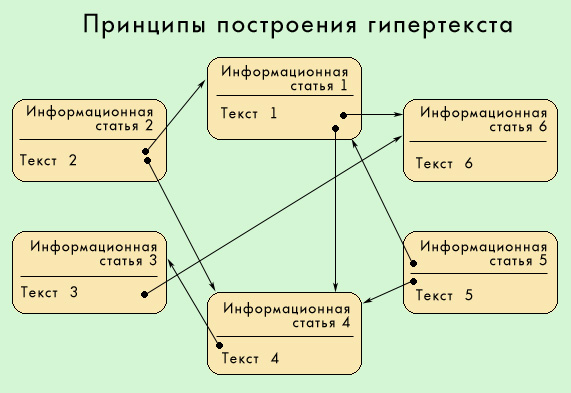 Принципы построения гипертекста
Информационная
статья 1
Текст 1
Информационная
статья 2
Текст 2
Информационная
статья 6
Текст 6
Информационная
статья 3
Текст 3
Информационная
статья 5
Текст 5
Информационная
статья 4
Текст 4